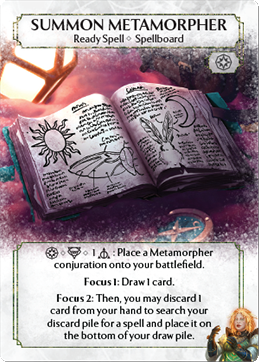 SUMMON METAMORPHER
Ready Spell Spellboard
1 : Place a Metamorpher
conjuration onto your battlefield.
Focus 1: Draw 1 card.
Focus 2: Then, you may discard 1
card from your hand to search your
discard pile for a spell and place it on
the bottom of your draw pile.